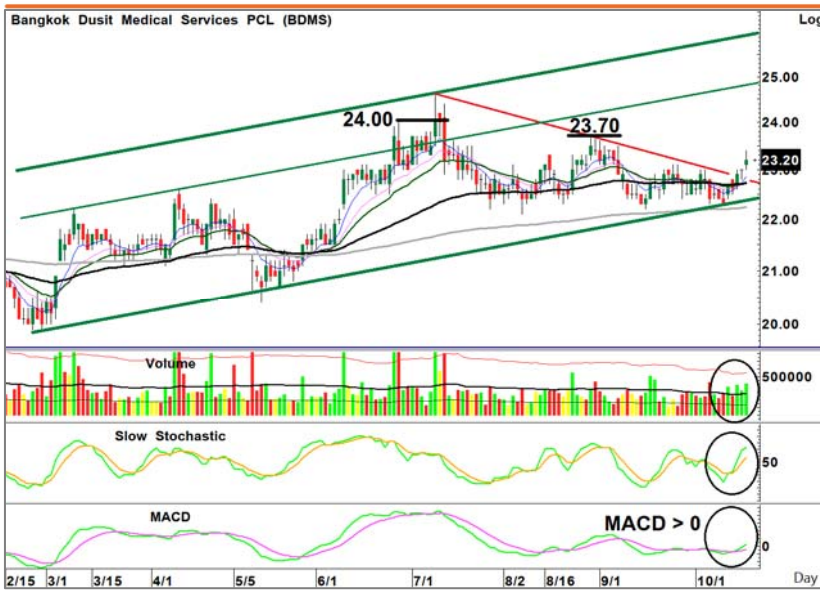 Bangkok Dusit Medical Services PCL (BDMS)
Log
25.00
24.00
24.00
23.70
23.20
23.00
22.00
21.00
20.00
Volume
500000
Slow Stochastic
50
MACD
MACD > 0
0
2/15 3/1 3/15 4/1 5/5 6/1 7/1 8/2 8/16 9/1 10/1 Day